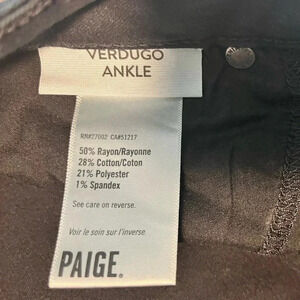 VERDUGO
ANKLE
RN#27002 CA#51217
50% Rayon/Rayonne
28% Cotton/Coton
21% Polyester
1% Spandex
See care on reverse.
Voir le soin sur l'inverse.
PAIGE.